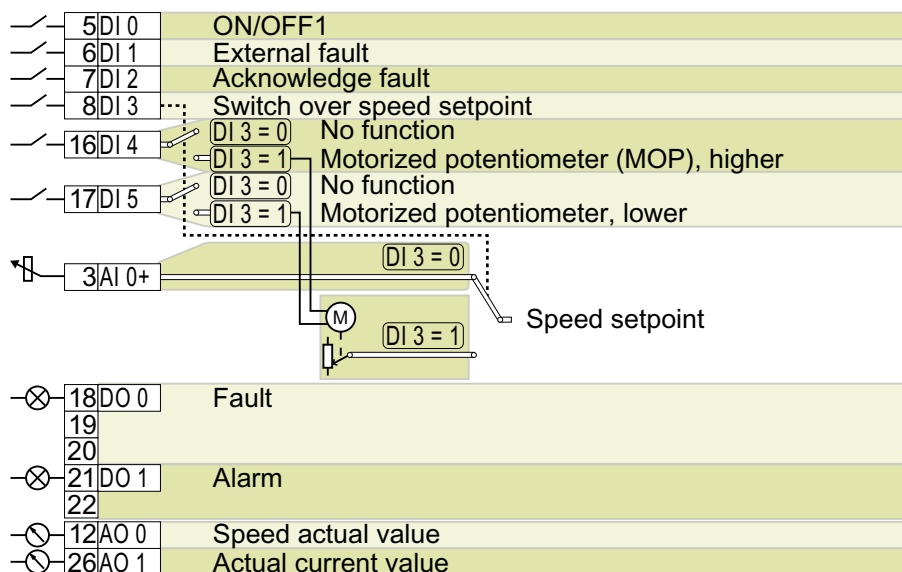 5 DI 0 ON/OFF1
6 DI 1 External fault
7 DI 2 Acknowledge fault
8 DI 3 Switch over speed setpoint
16 DI 4 DI 3 = 0 No function
DI 3 = 1 Motorized potentiometer (MOP), higher
17 DI 5 DI 3 = 0 No function
DI 3 = 1 Motorized potentiometer, lower
3 AI 0+ DI 3 = 0
M Speed setpoint
DI 3 = 1
18 DO 0 Fault
19
20
21 DO 1 Alarm
22
12 AO 0 Speed actual value
26 AO 1 Actual current value